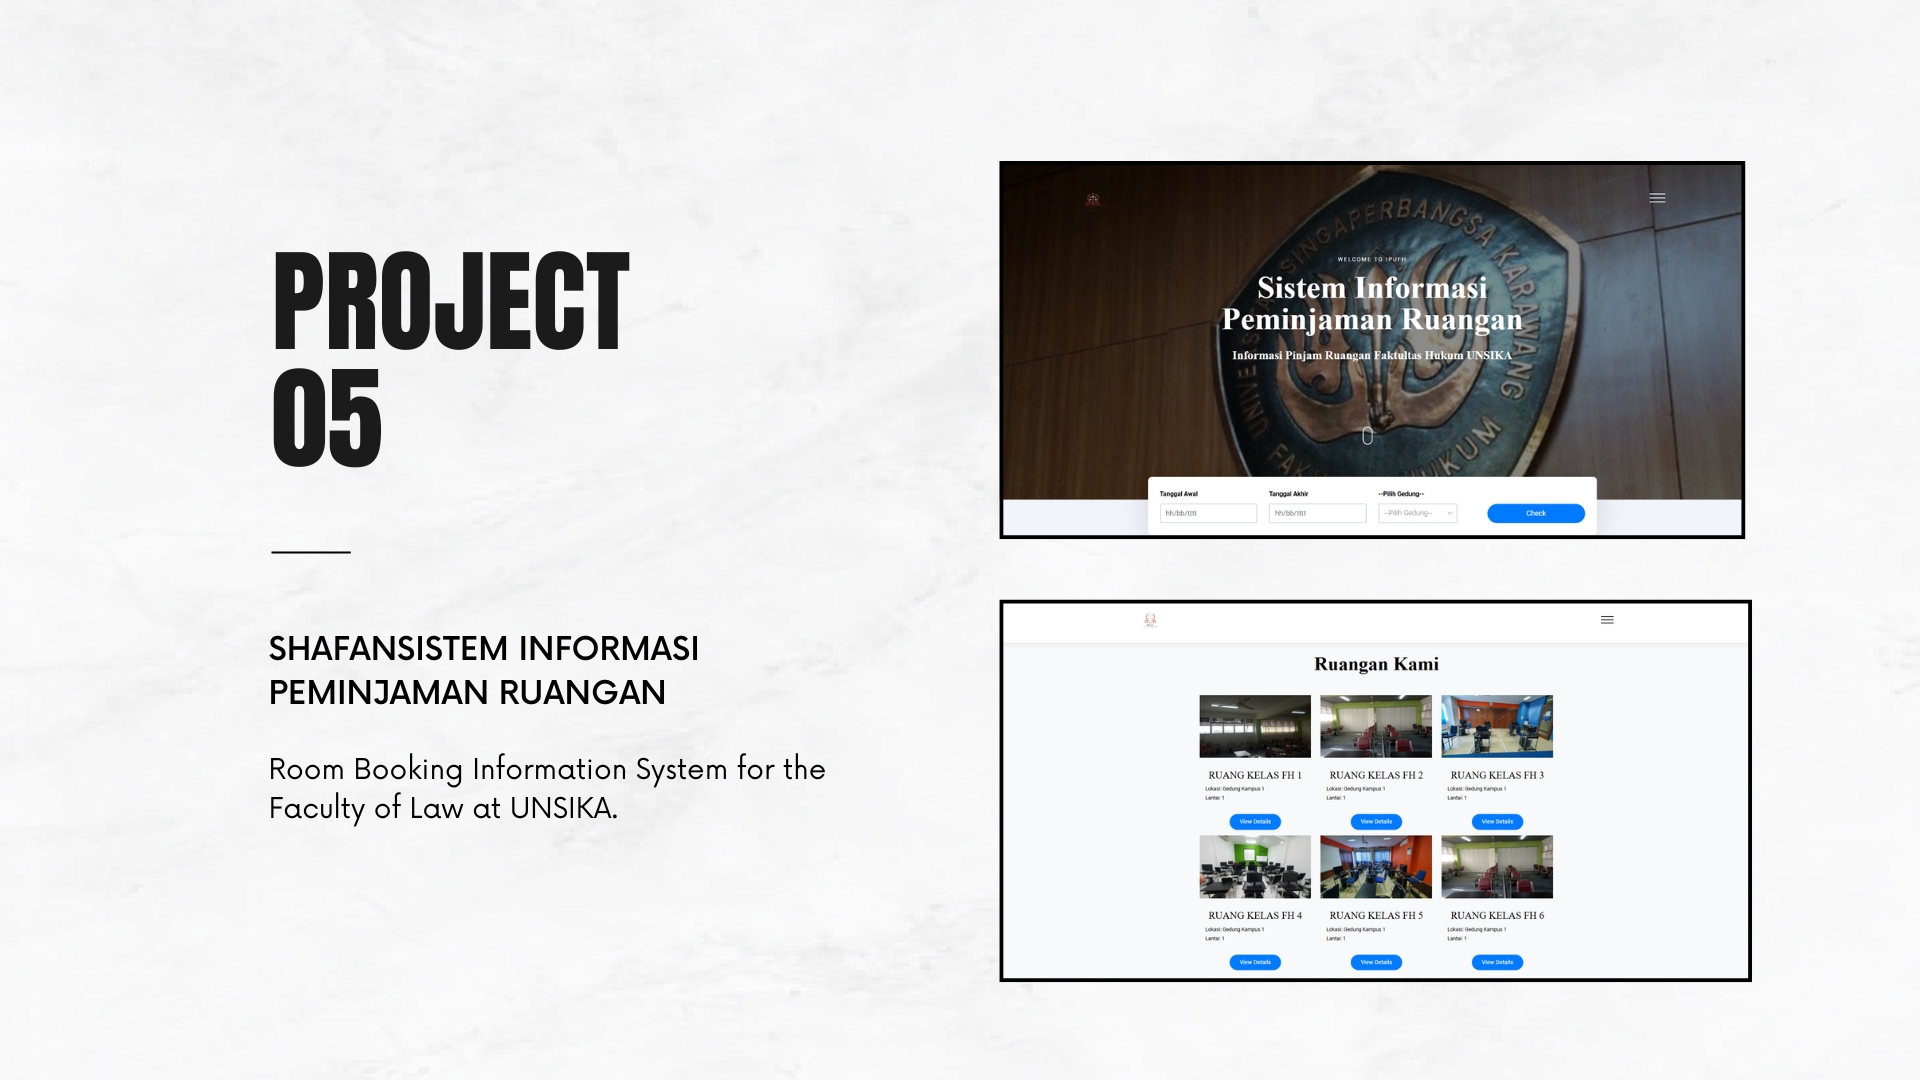 PROJECT
05
SHAFANSISTEM INFORMASI
PEMINJAMAN RUANGAN
Room Booking Information System for the
Faculty of Law at UNSIKA.
SINGAPERBANGSA KARAWANG
WELCOME TO IPUFH
Sistem Informasi
Peminjaman Ruangan
Informasi Pinjam Ruangan Faktultas Hukum UNSIKA
Tanggal Awal
Tanggal Akhir
--Pilih Gedung--
hh/bb/tttt
hh/bb/tttt
--Pilih Gedung--
Check
Ruangan Kami
RUANG KELAS FH 1
Lokasi: Gedung Kampus 1
Lantai: 1
View Details
RUANG KELAS FH 2
Lokasi: Gedung Kampus 1
Lantai: 1
View Details
RUANG KELAS FH 3
Lokasi: Gedung Kampus 1
Lantai: 1
View Details
RUANG KELAS FH 4
Lokasi: Gedung Kampus 1
Lantai: 1
View Details
RUANG KELAS FH 5
Lokasi: Gedung Kampus 1
Lantai: 1
View Details
RUANG KELAS FH 6
Lokasi: Gedung Kampus 1
Lantai: 1
View Details